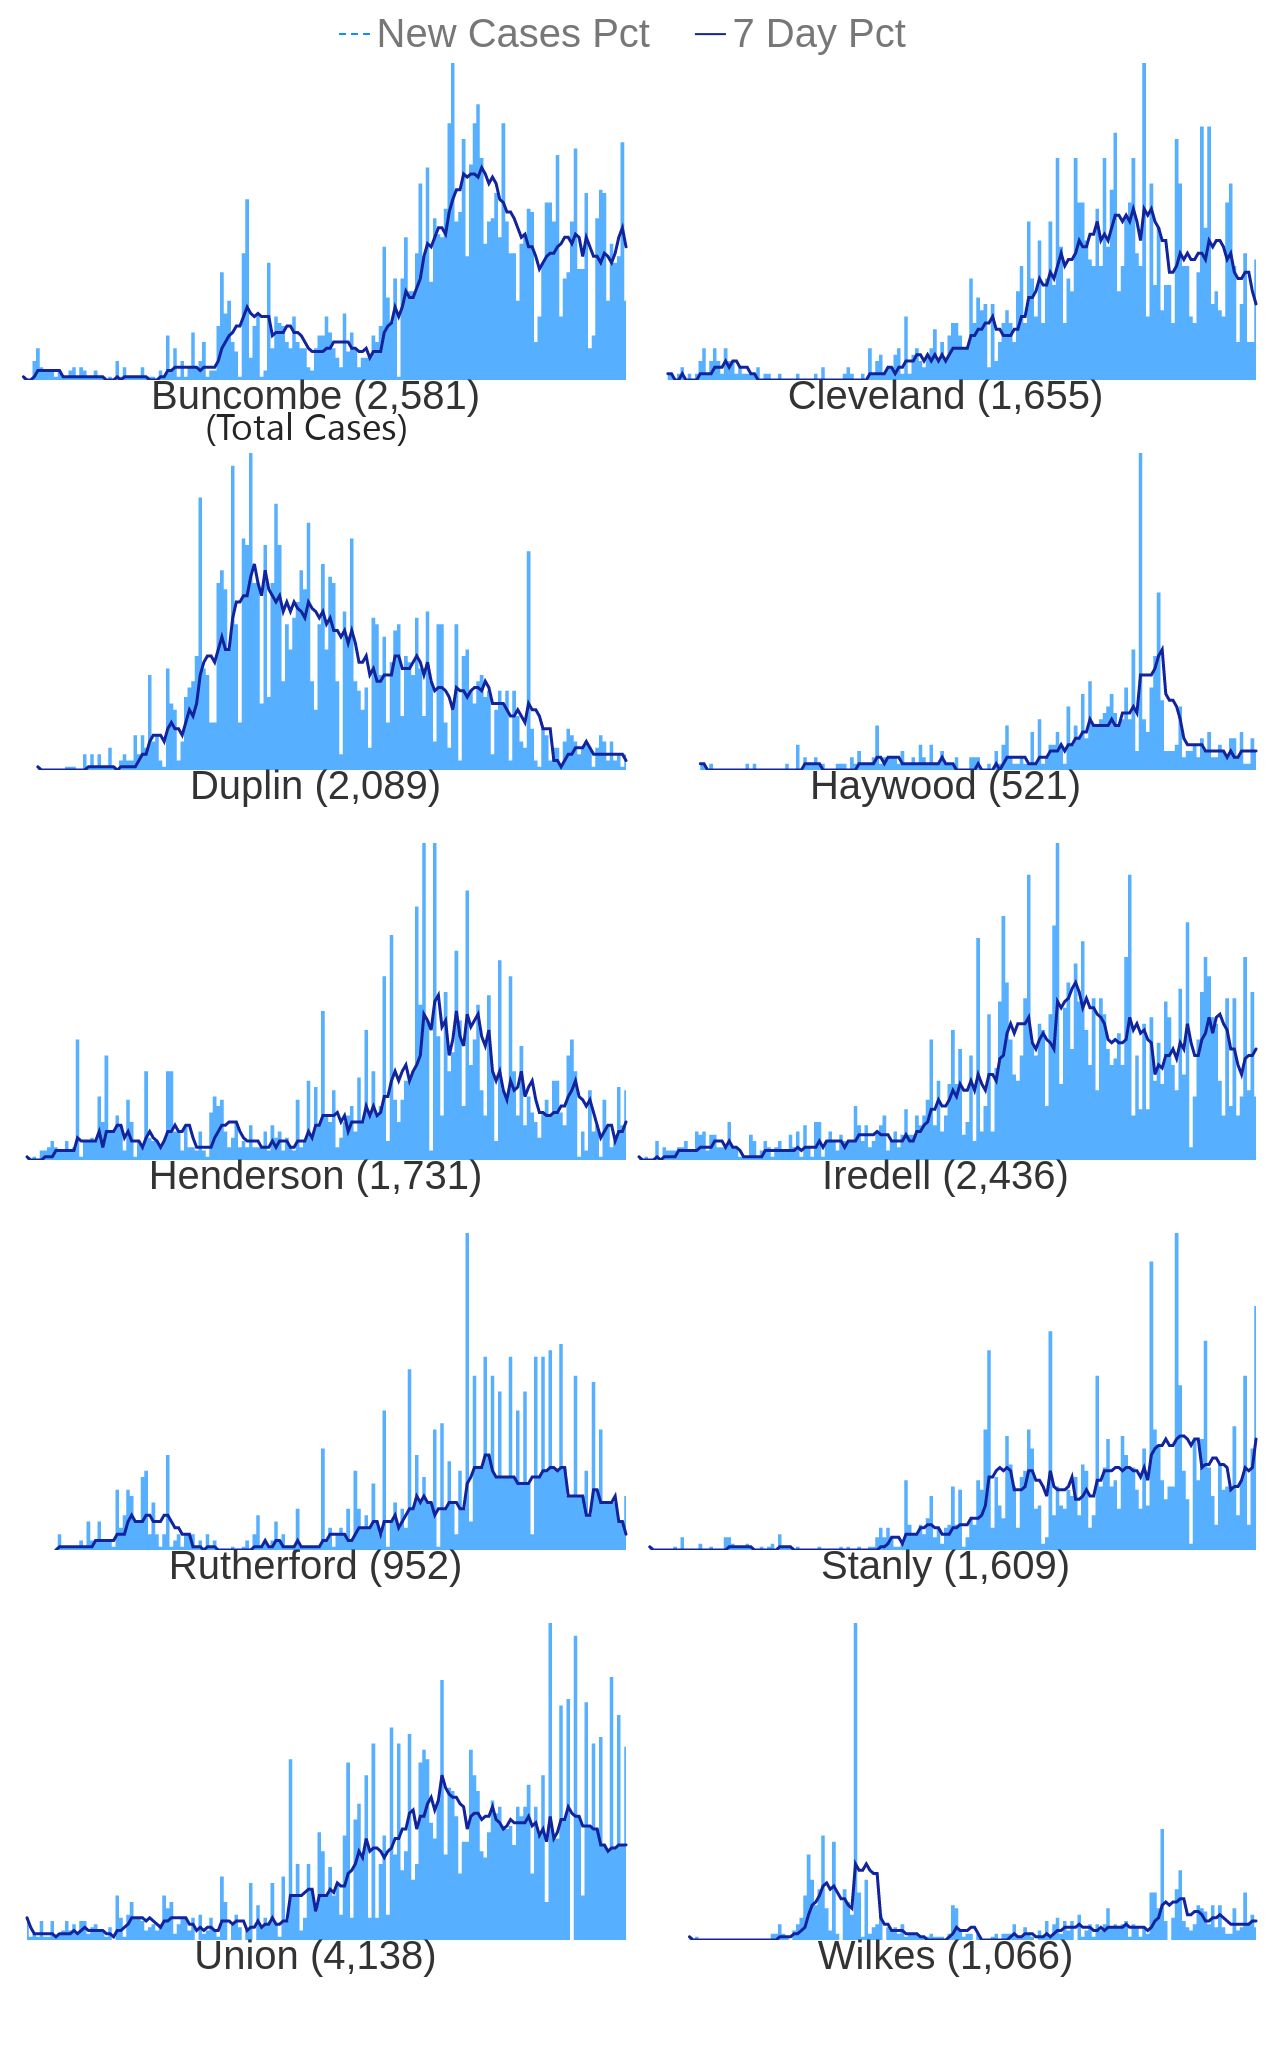 New Cases Pct 7 Day Pct
Buncombe (2,581) Cleveland (1,655)
(Total Cases)
Duplin (2,089) Haywood (521)
Henderson (1,731) Iredell (2,436)
Rutherford (952) Stanly (1,609)
Union (4,138) Wilkes (1,066)